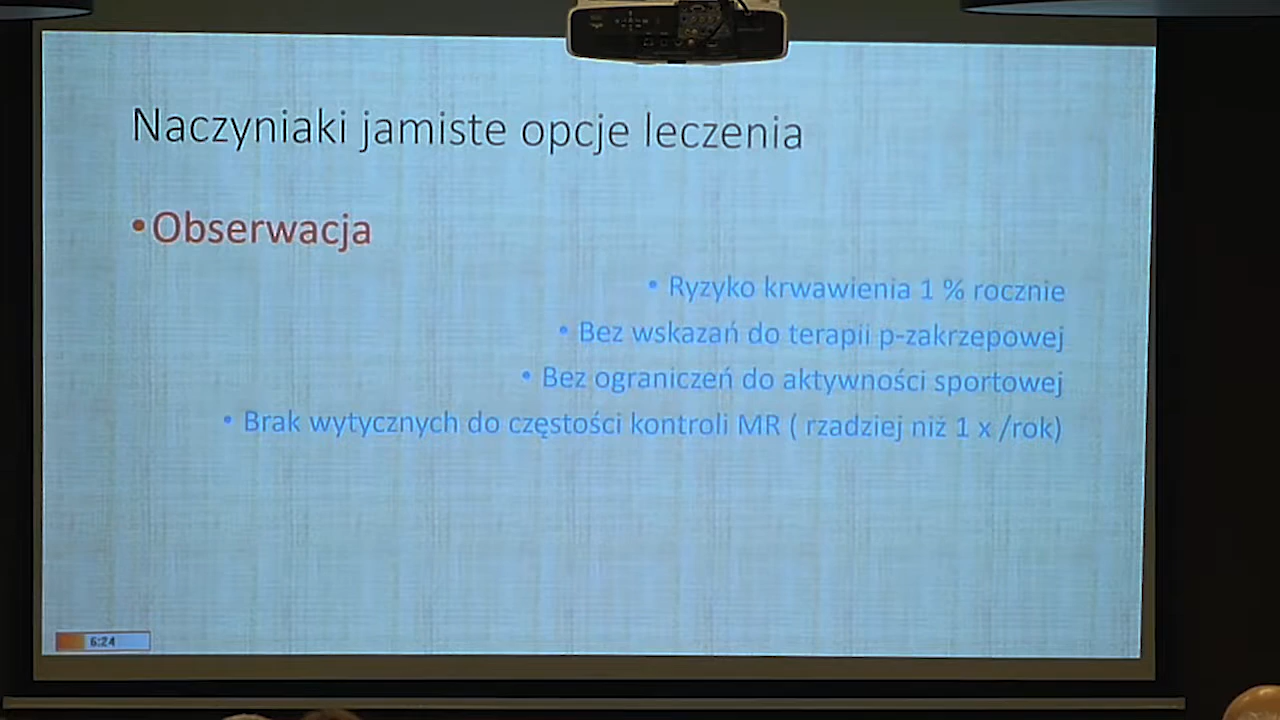 Naczyniaki jamiste opcje leczenia
•Obserwacja
• Ryzyko krwawienia 1 % rocznie
• Bez wskazań do terapii p-zakrzepowej
• Bez ograniczeń do aktywności sportowej
• Brak wytycznych do częstości kontroli MR ( rzadziej niż 1 x /rok)
6:24